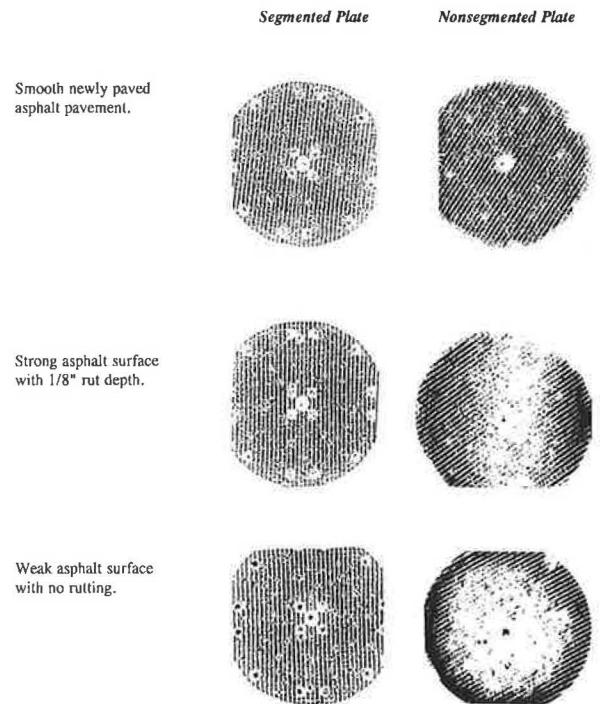 Segmented Plate Nonsegmented Plate
Smooth newly paved
asphalt pavement.
Strong asphalt surface
with 1/8" rut depth.
Weak asphalt surface
with no rutting.